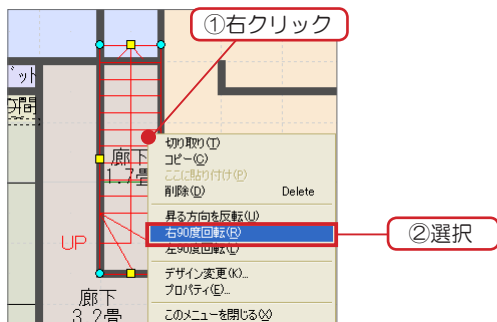 ①右クリック
ット
廊下
1.7畳
UP
廊下
3.2畳
切り取り(T)
コピー(C)
ここに貼り付け(P)
削除(D) Delete
昇る方向を反転(U)
右90度回転(R)
左90度回転(L)
デザイン変更(K)...
プロパティ(E)...
このメニューを閉じる(X)
②選択